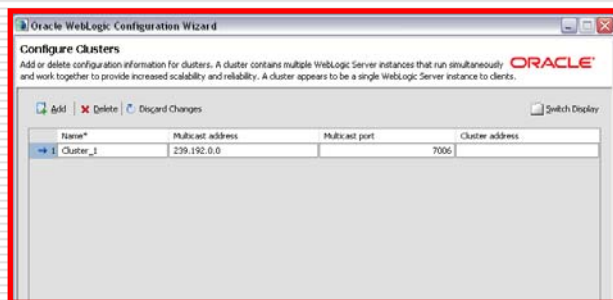 Oracle WebLogic Configuration Wizard
Configure Clusters
Add or delete configuration information for clusters. A cluster contains multiple WebLogic Server instances that run simultaneously
and work together to provide increased scalability and reliability. A cluster appears to be a single WebLogic Server instance to clients.
ORACLE
Add Delete Discard Changes Switch Display
Name* Multicast address Multicast port Cluster address
1 Cluster_1 239.192.0.0 7006